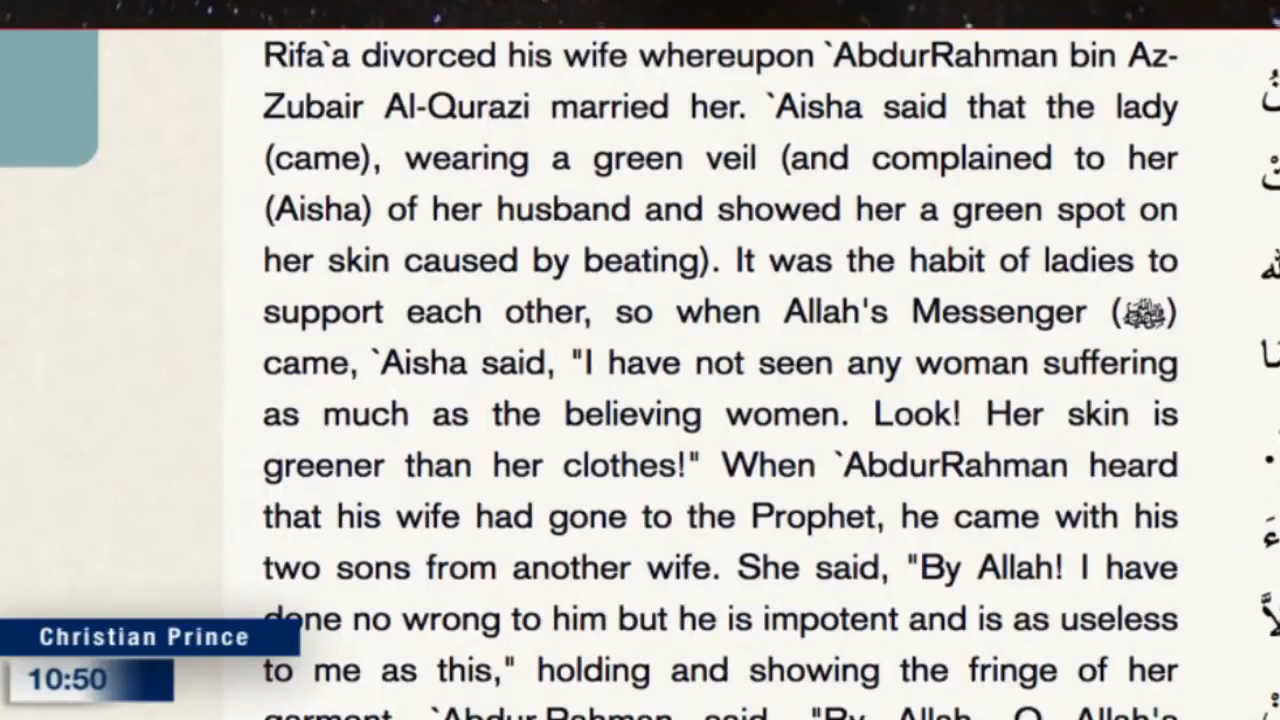 Rifa`a divorced his wife whereupon `AbdurRahman bin Az-
Zubair Al-Qurazi married her. `Aisha said that the lady
(came), wearing a green veil (and complained to her
(Aisha) of her husband and showed her a green spot on
her skin caused by beating). It was the habit of ladies to
support each other, so when Allah's Messenger (ﷺ)
came, `Aisha said, "I have not seen any woman suffering
as much as the believing women. Look! Her skin is
greener than her clothes!" When `AbdurRahman heard
that his wife had gone to the Prophet, he came with his
two sons from another wife. She said, "By Allah! I have
done no wrong to him but he is impotent and is as useless
to me as this," holding and showing the fringe of her
garment, `Abdur-Rahman said, "By Allah, O Allah's
Christian Prince
10:50